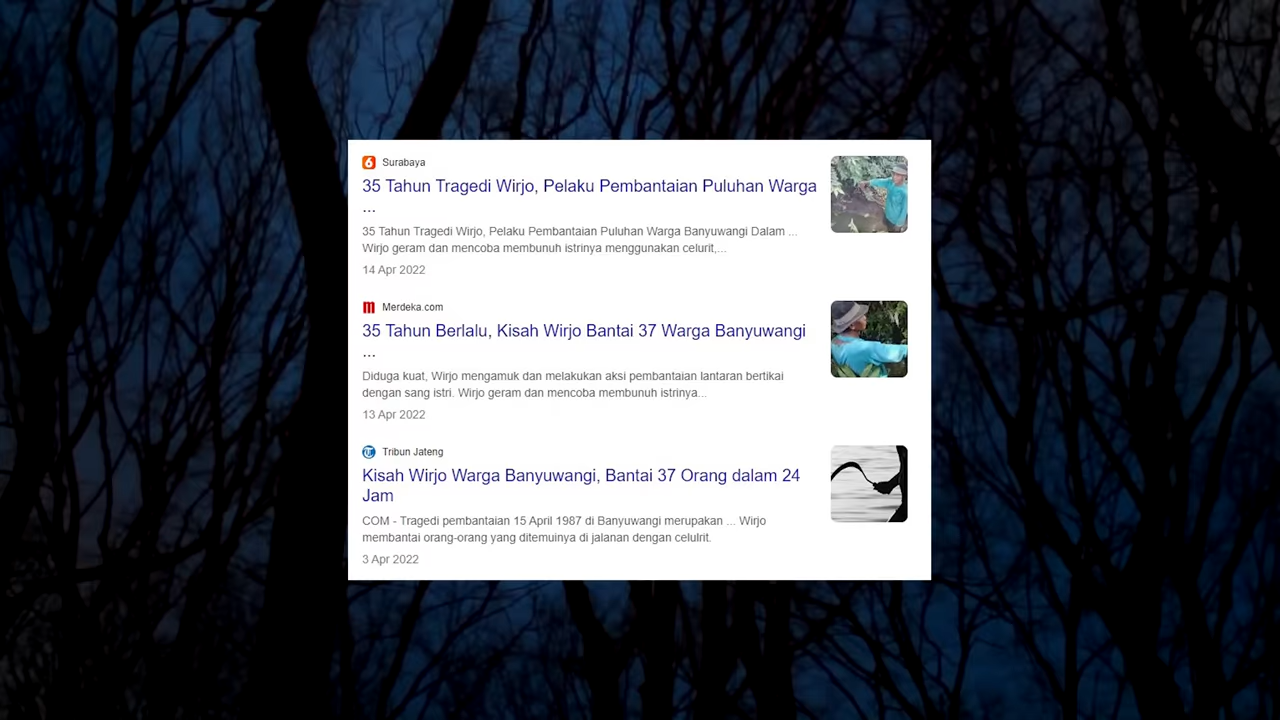 Surabaya
35 Tahun Tragedi Wirjo, Pelaku Pembantaian Puluhan Warga
...
35 Tahun Tragedi Wirjo, Pelaku Pembantaian Puluhan Warga Banyuwangi Dalam ...
Wirjo geram dan mencoba membunuh istrinya menggunakan celurit,...
14 Apr 2022
Merdeka.com
35 Tahun Berlalu, Kisah Wirjo Bantai 37 Warga Banyuwangi
...
Diduga kuat, Wirjo mengamuk dan melakukan aksi pembantaian lantaran bertikai
dengan sang istri. Wirjo geram dan mencoba membunuh istrinya...
13 Apr 2022
Tribun Jateng
Kisah Wirjo Warga Banyuwangi, Bantai 37 Orang dalam 24
Jam
COM - Tragedi pembantaian 15 April 1987 di Banyuwangi merupakan ... Wirjo
membantai orang-orang yang ditemuinya di jalanan dengan celulrit.
3 Apr 2022